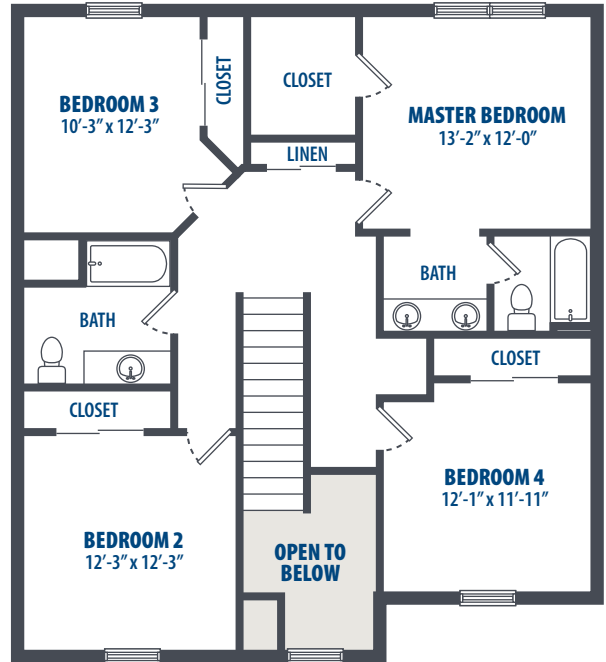 BEDROOM 3
10'-3" x 12'-3"
CLOSET
CLOSET
LINEN
MASTER BEDROOM
13'-2" x 12'-0"
BATH
BATH
CLOSET
CLOSET
BEDROOM 4
12'-1" x 11'-11"
BEDROOM 2
12'-3" x 12'-3"
OPEN TO
BELOW